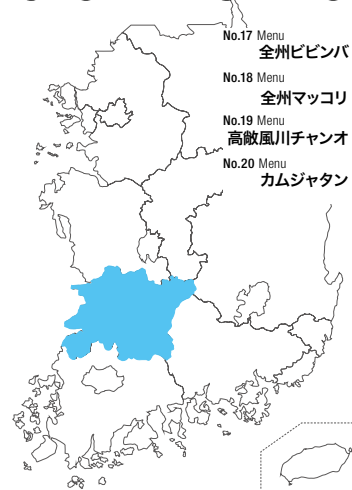 No.17 Menu
全州ビビンバ
No.18 Menu
全州マッコリ
No.19 Menu
高敞風川チャンオ
No.20 Menu
カムジャタン